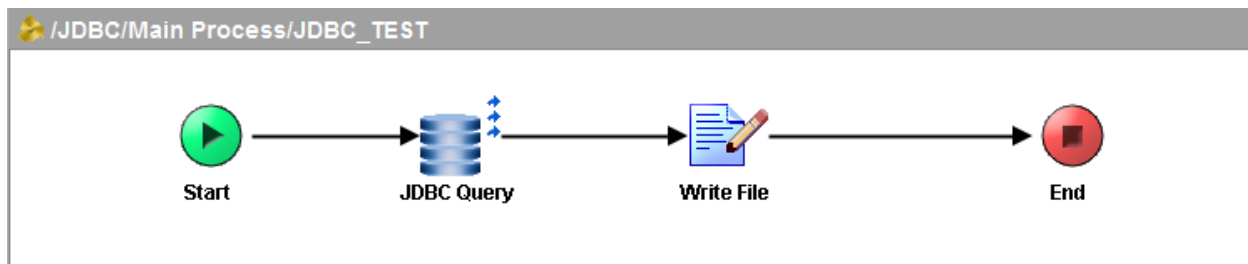 /JDBC/Main Process/JDBC_TEST
Start
JDBC Query
Write File
End